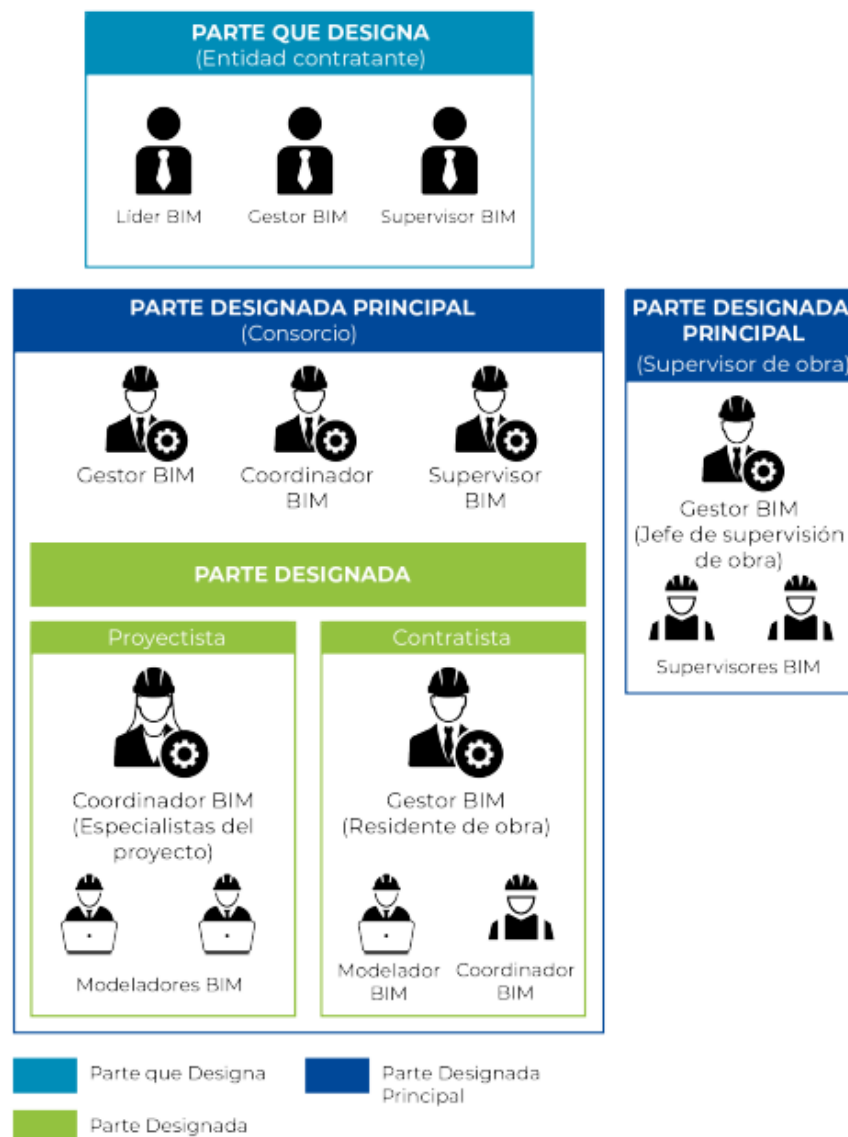 PARTE QUE DESIGNA
(Entidad contratante)
Líder BIM
Gestor BIM
Supervisor BIM
PARTE DESIGNADA PRINCIPAL
(Consorcio)
Gestor BIM
Coordinador
BIM
Supervisor
BIM
PARTE DESIGNADA
Proyectista
Coordinador BIM
(Especialistas del
proyecto)
Modeladores BIM
Contratista
Gestor BIM
(Residente de obra)
Modelador
BIM
Coordinador
BIM
PARTE DESIGNADA
PRINCIPAL
(Supervisor de obra)
Gestor BIM
(Jefe de supervisión
de obra)
Supervisores BIM
Parte que Designa
Parte Designada
Principal
Parte Designada